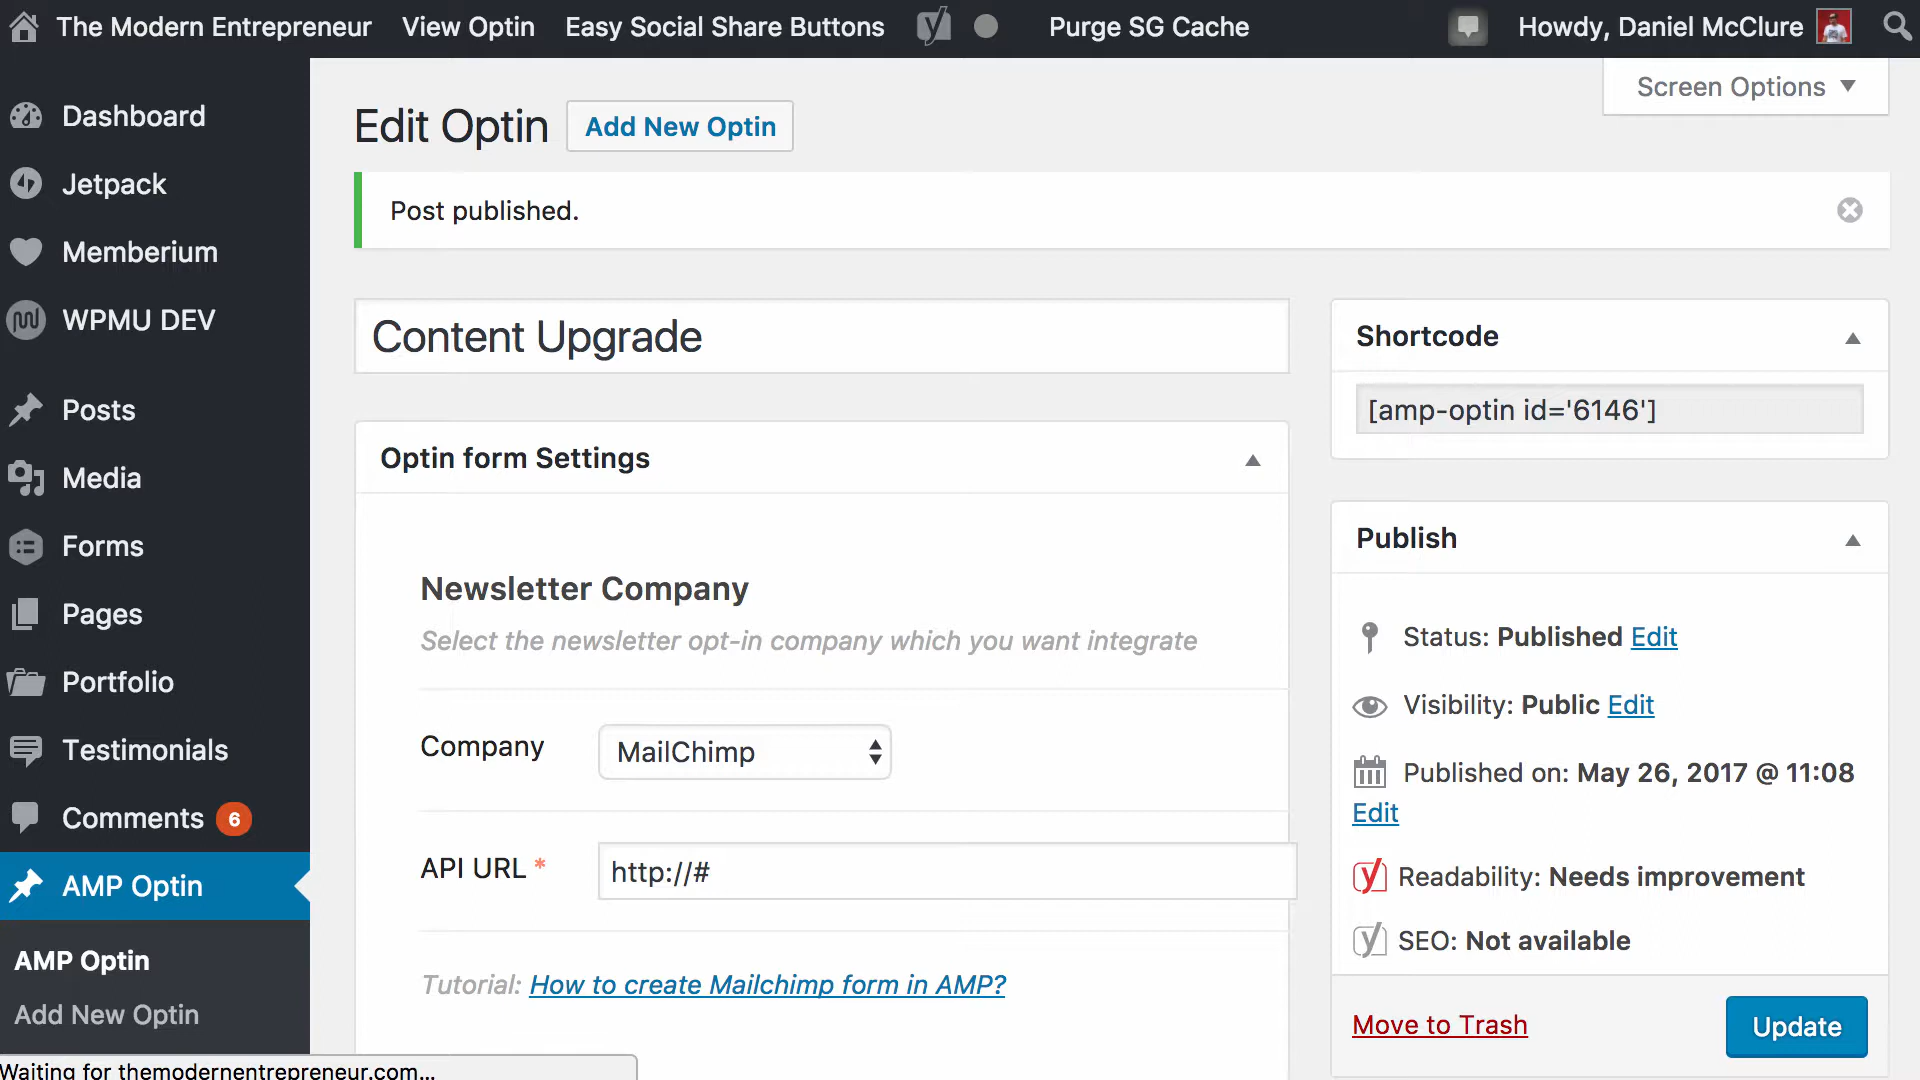 The Modern Entrepreneur View Optin Easy Social Share Buttons Purge SG Cache Howdy, Daniel McClure
Screen Options
Dashboard
Jetpack
Memberium
WPMU DEV
Posts
Media
Forms
Pages
Portfolio
Testimonials
Comments 6
AMP Optin
AMP Optin
Add New Optin
Edit Optin Add New Optin
Post published.
Content Upgrade
Optin form Settings
Newsletter Company
Select the newsletter opt-in company which you want integrate
Company MailChimp
API URL * http://#
Tutorial: How to create Mailchimp form in AMP?
Shortcode
[amp-optin id='6146']
Publish
Status: Published Edit
Visibility: Public Edit
Published on: May 26, 2017 @ 11:08
Edit
Readability: Needs improvement
SEO: Not available
Move to Trash Update
Waiting for themodernentrepreneur.com...